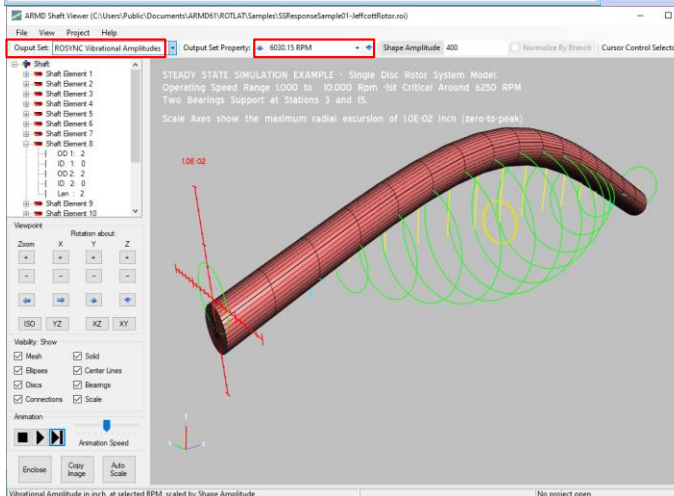 ARMD Shaft Viewer (C:\Users\Public\Documents\ARMD61\ROTLAT\Samples\SSResponseSample01-JeffcottRotor.roi)
File View Project Help
Ouput Set: ROSYNC Vibrational Amplitudes Output Set Property: 6030.15 RPM Shape Amplitude 400 Normalize By Branch Cursor Control Selecto
Shaft
Shaft Element 1
Shaft Element 2
Shaft Element 3
Shaft Element 4
Shaft Element 5
Shaft Element 6
Shaft Element 7
Shaft Element 8
OD 1: 2
ID 1: 0
OD 2: 2
ID 2: 0
Len : 2
Shaft Element 9
Shaft Element 10
STEADY STATE SIMULATION EXAMPLE - Single Disc Rotor System Model.
Operating Speed Range 1,000 to 10,000 Rpm -1st Critical Around 6250 RPM
Two Bearings Support at Stations 3 and 15.
Scale Axes show the maximum radial excursion of 1.0E-02 inch (zero-to-peak)
1.0E-02
Viewpoint
Rotation about:
Zoom X Y Z
+ + + +
- - - -
ISO YZ XZ XY
Visibility: Show
Mesh Solid
Ellipses Center Lines
Discs Bearings
Connections Scale
Animation
Animation Speed
Enclose Copy Image Auto Scale
Vibrational Amplitude in inch, at selected RPM, scaled by Shape Amplitude No project open